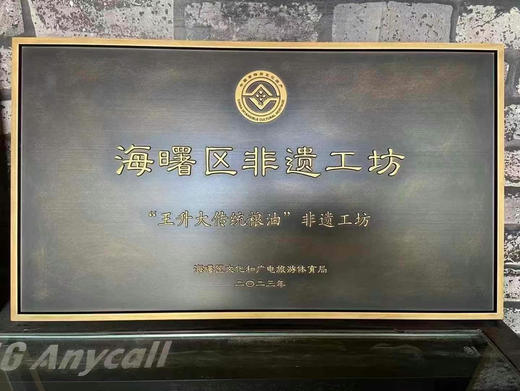 海曙区非遗工坊
“王升大传统粮油”非遗工坊
海曙区文化和广电旅游体育局
二〇二三年
G Anycall